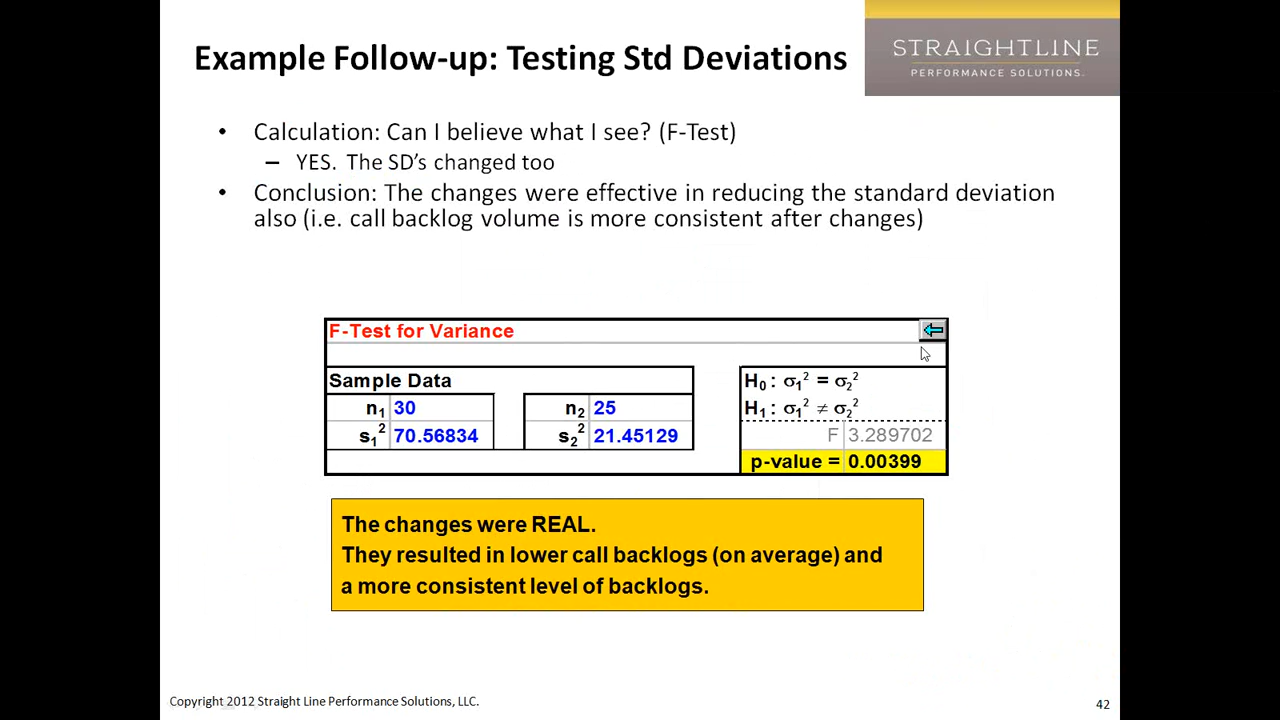 Example Follow-up: Testing Std Deviations
STRAIGHTLINE
PERFORMANCE SOLUTIONS.
• Calculation: Can I believe what I see? (F-Test)
– YES. The SD’s changed too
• Conclusion: The changes were effective in reducing the standard deviation
also (i.e. call backlog volume is more consistent after changes)
F-Test for Variance
Sample Data
n1 30
s1² 70.56834
n2 25
s2² 21.45129
H0 : σ1² = σ2²
H1 : σ1² ≠ σ2²
F 3.289702
p-value = 0.00399
The changes were REAL.
They resulted in lower call backlogs (on average) and
a more consistent level of backlogs.
Copyright 2012 Straight Line Performance Solutions, LLC.
42